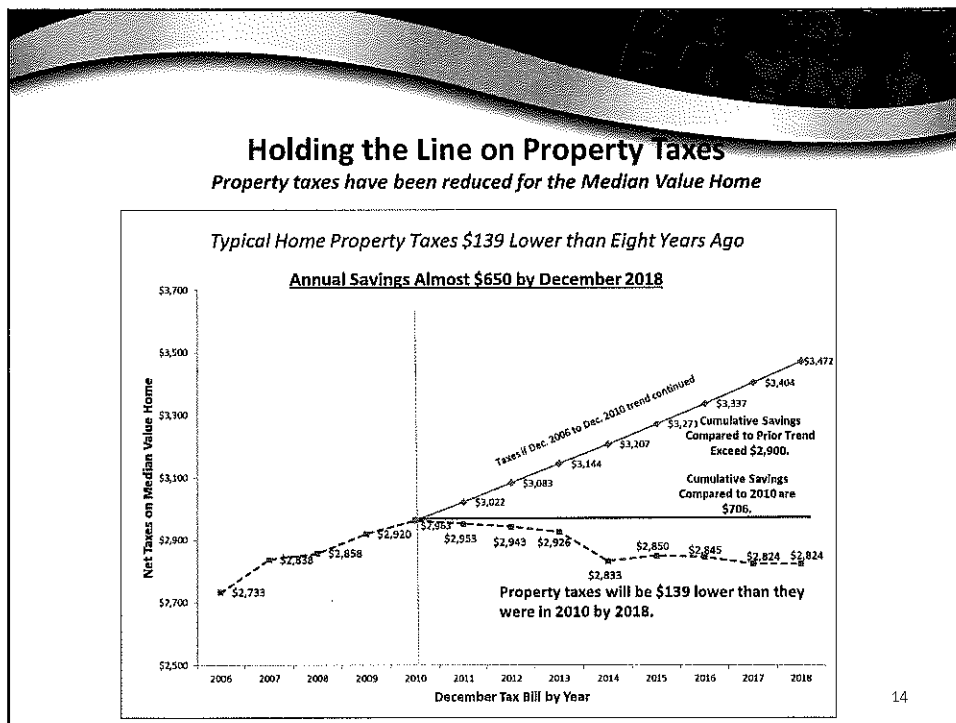 Holding the Line on Property Taxes
Property taxes have been reduced for the Median Value Home
Typical Home Property Taxes $139 Lower than Eight Years Ago
Annual Savings Almost $650 by December 2018
Net Taxes on Median Value Home
$3,700
$3,500
$3,300
$3,100
$2,900
$2,700
$2,500
Taxes if Dec. 2006 to Dec. 2010 trend continued
$3,472
$3,404
$3,337
$3,271
$3,207
$3,144
$3,083
$3,022
Cumulative Savings
Compared to Prior Trend
Exceed $2,900.
Cumulative Savings
Compared to 2010 are
$706.
$2,733
$2,838
$2,858
$2,920
$2,963
$2,953
$2,943
$2,926
$2,833
$2,850
$2,845
$2,824
$2,824
Property taxes will be $139 lower than they
were in 2010 by 2018.
2006 2007 2008 2009 2010 2011 2012 2013 2014 2015 2016 2017 2018
December Tax Bill by Year
14